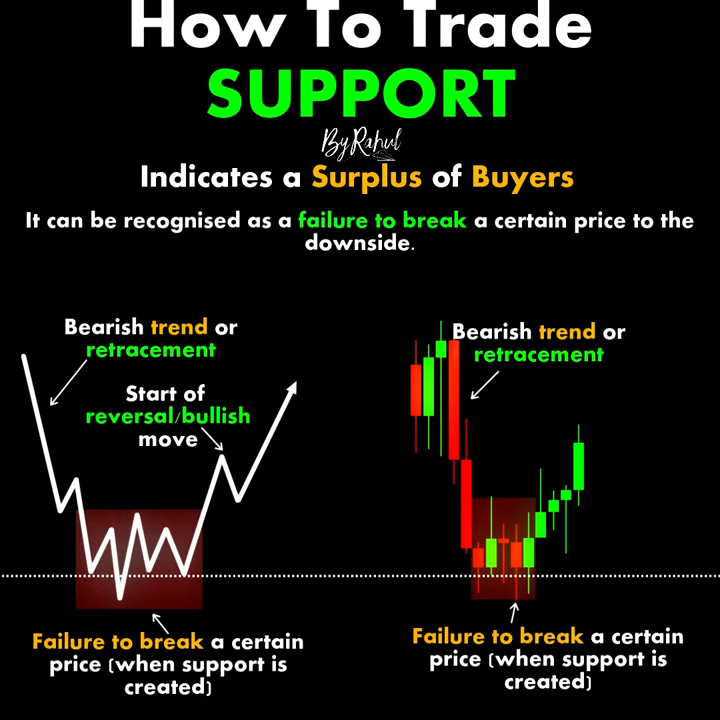 How To Trade
SUPPORT
By Rahul
Indicates a Surplus of Buyers
It can be recognised as a failure to break a certain price to the
downside.
Bearish trend or
retracement
Start of
reversal/bullish
move
Failure to break a certain
price (when support is
created)
Bearish trend or
retracement
Failure to break a certain
price (when support is
created)